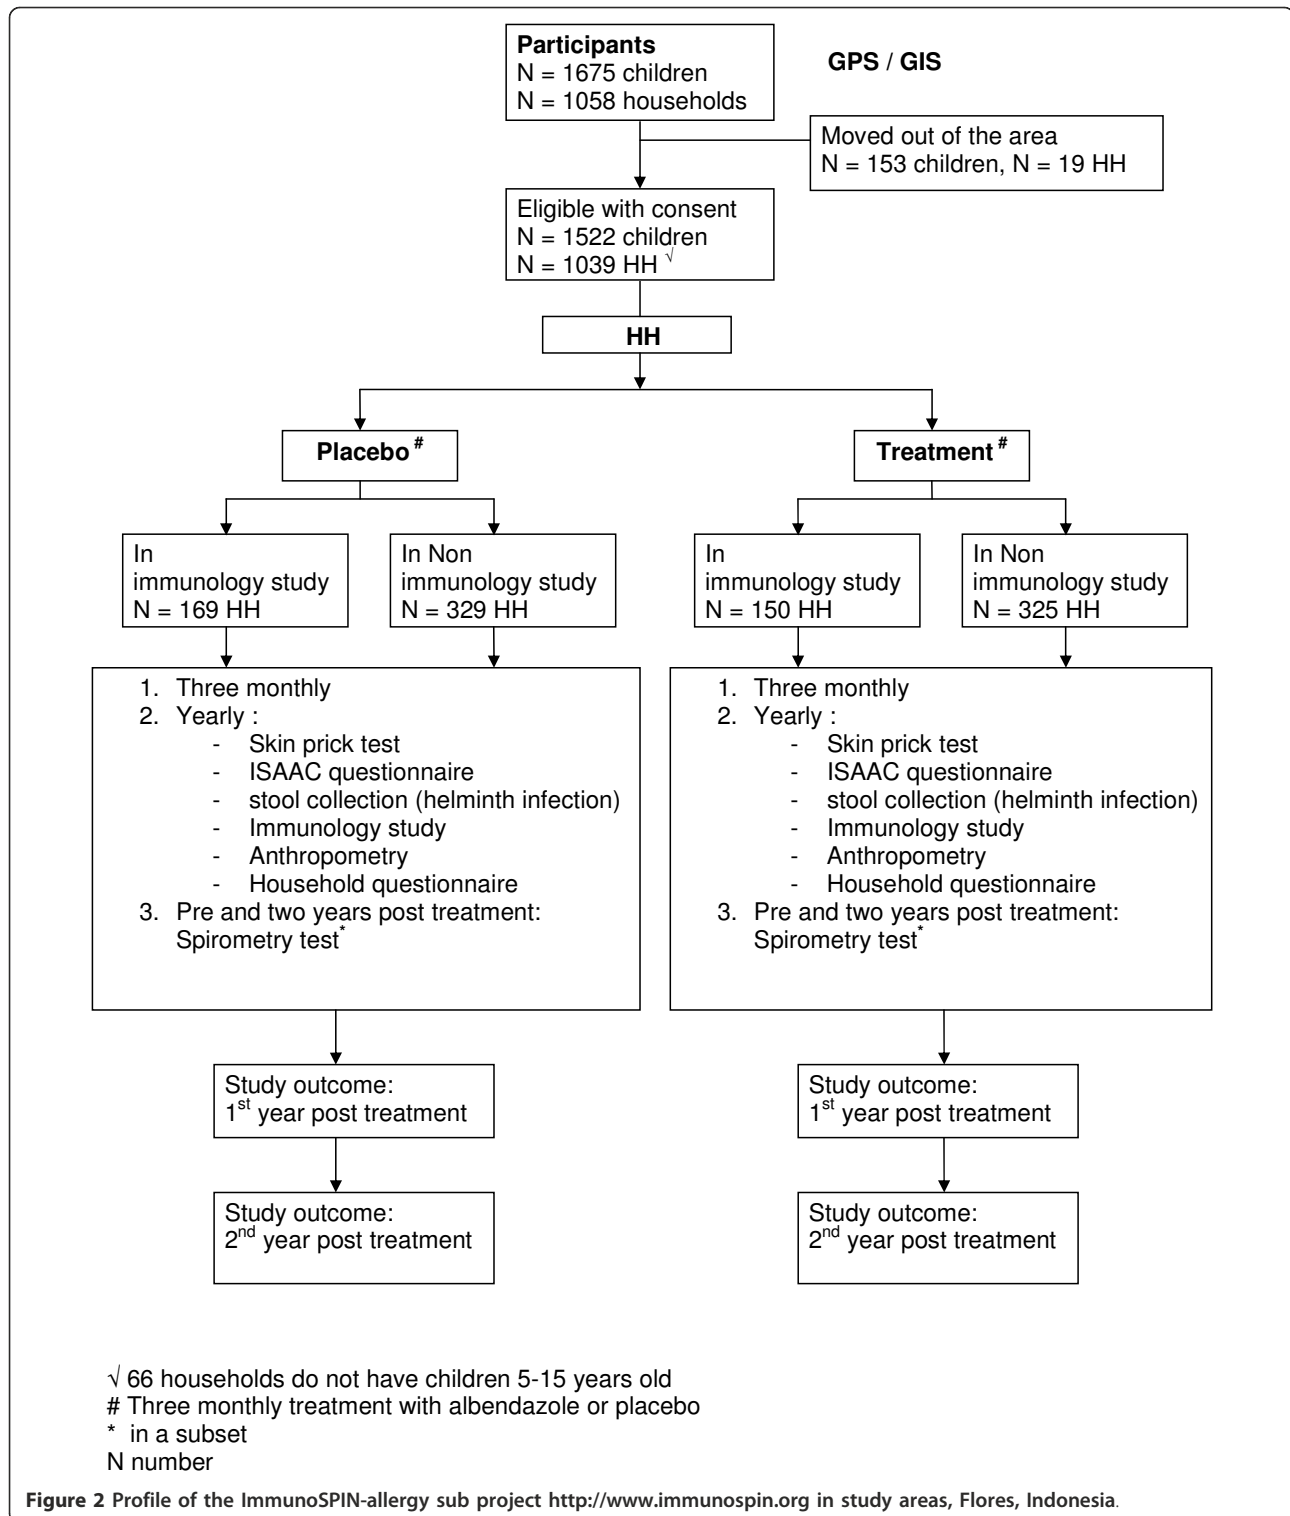 Participants
N = 1675 children
N = 1058 households
GPS / GIS
Moved out of the area
N = 153 children, N = 19 HH
Eligible with consent
N = 1522 children
N = 1039 HH √
HH
Placebo #
Treatment #
In
immunology study
N = 169 HH
In Non
immunology study
N = 329 HH
In
immunology study
N = 150 HH
In Non
immunology study
N = 325 HH
1. Three monthly
2. Yearly :
- Skin prick test
- ISAAC questionnaire
- stool collection (helminth infection)
- Immunology study
- Anthropometry
- Household questionnaire
3. Pre and two years post treatment:
Spirometry test*
1. Three monthly
2. Yearly :
- Skin prick test
- ISAAC questionnaire
- stool collection (helminth infection)
- Immunology study
- Anthropometry
- Household questionnaire
3. Pre and two years post treatment:
Spirometry test*
Study outcome:
1st year post treatment
Study outcome:
1st year post treatment
Study outcome:
2nd year post treatment
Study outcome:
2nd year post treatment
√ 66 households do not have children 5-15 years old
# Three monthly treatment with albendazole or placebo
* in a subset
N number
Figure 2 Profile of the ImmunoSPIN-allergy sub project http://www.immunospin.org in study areas, Flores, Indonesia.